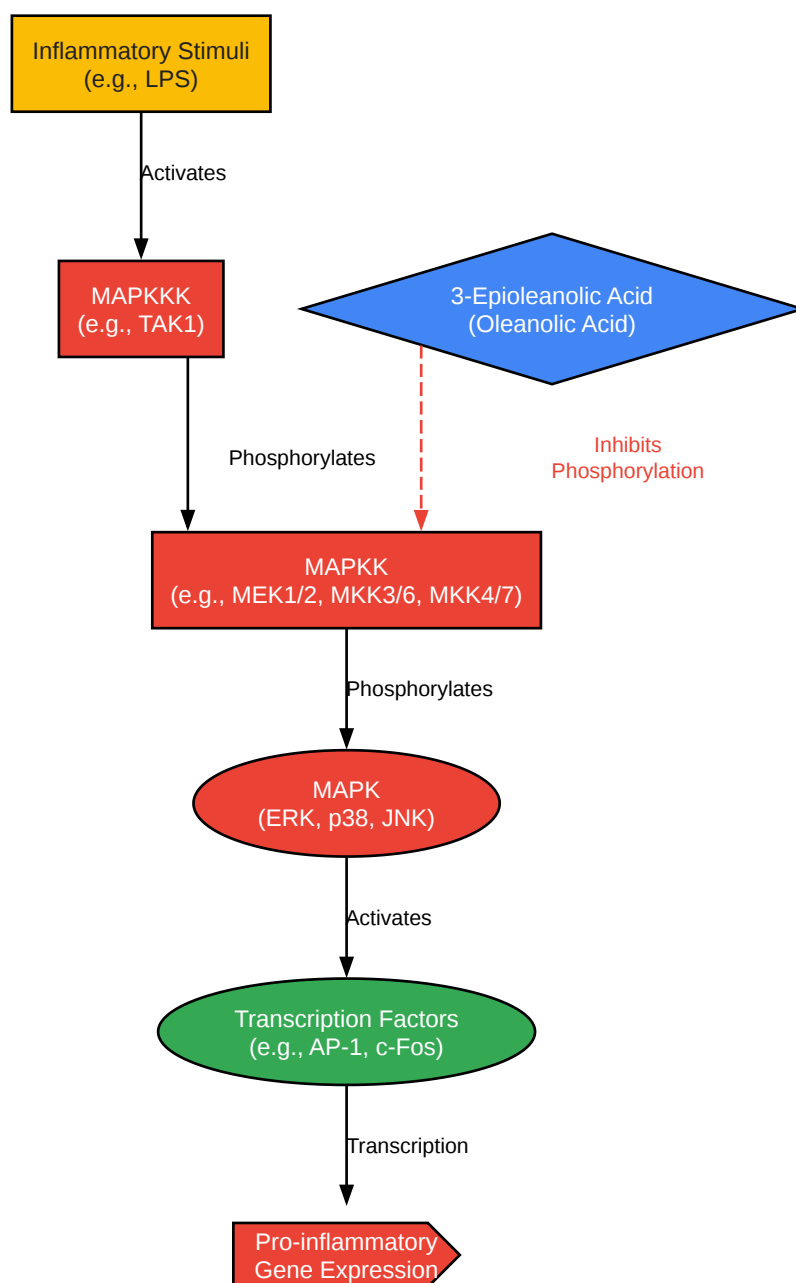 Inflammatory Stimuli
(e.g., LPS)
Activates
MAPKKK
(e.g., TAK1)
3-Epioleanolic Acid
(Oleanolic Acid)
Phosphorylates
Inhibits
Phosphorylation
MAPKK
(e.g., MEK1/2, MKK3/6, MKK4/7)
Phosphorylates
MAPK
(ERK, p38, JNK)
Activates
Transcription Factors
(e.g., AP-1, c-Fos)
Transcription
Pro-inflammatory
Gene Expression